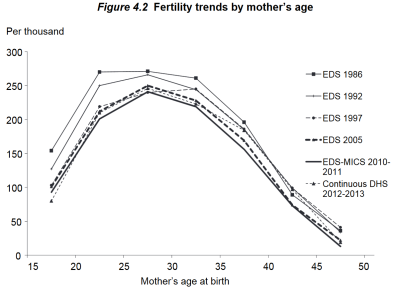 Figure 4.2 Fertility trends by mother's age
Per thousand
300
250
200
150
100
50
0
15 20 25 30 35 40 45 50
Mother's age at birth
EDS 1986
EDS 1992
EDS 1997
EDS 2005
EDS-MICS 2010-
2011
Continuous DHS
2012-2013